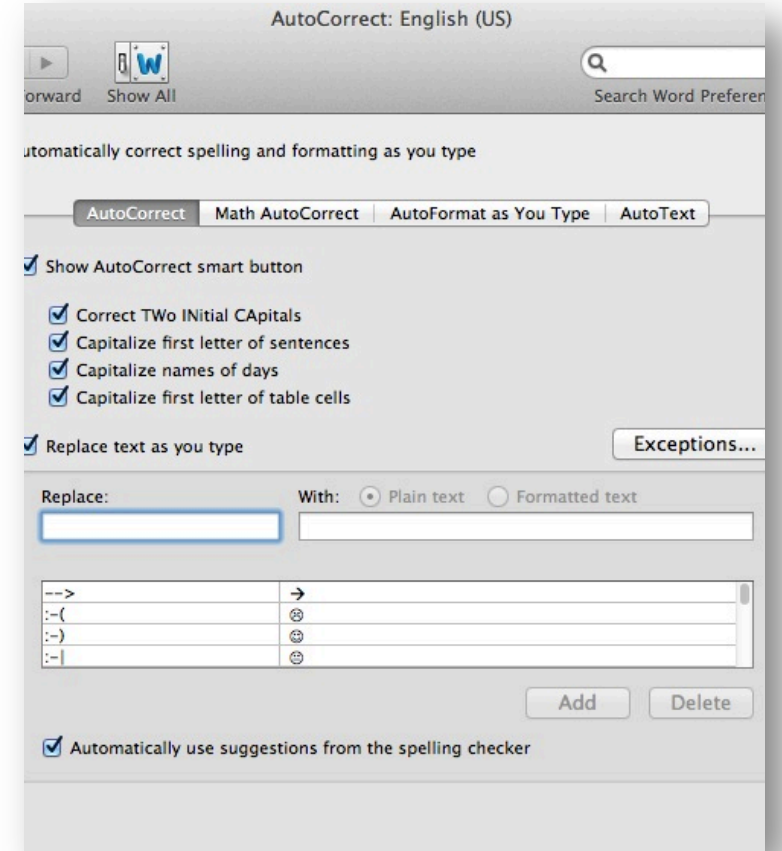 AutoCorrect: English (US)
orward Show All Search Word Preferen
utomatically correct spelling and formatting as you type
AutoCorrect Math AutoCorrect AutoFormat as You Type AutoText
Show AutoCorrect smart button
Correct TWo INitial CApitals
Capitalize first letter of sentences
Capitalize names of days
Capitalize first letter of table cells
Replace text as you type Exceptions...
Replace: With: Plain text Formatted text
--> →
:-( ☹
:-) ☺
:-| 😐
Add Delete
Automatically use suggestions from the spelling checker